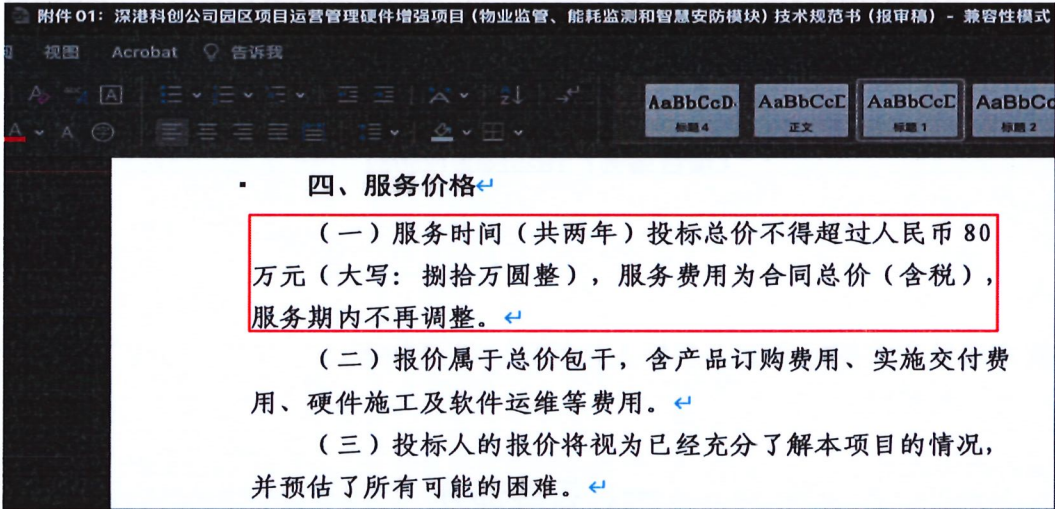 附件 01：深港科创公司园区项目运营管理硬件增强项目（物业监管、能耗监测和智慧安防模块）技术规范书（报审稿） - 兼容性模式
视图 Acrobat 告诉我
AaBbCcD AaBbCcD AaBbCcD AaBbCc
标题 4 正文 标题 1 标题 2
四、服务价格
（一）服务时间（共两年）投标总价不得超过人民币 80
万元（大写：捌拾万圆整），服务费用为合同总价（含税），
服务期内不再调整。
（二）报价属于总价包干，含产品订购费用、实施交付费
用、硬件施工及软件运维等费用。
（三）投标人的报价将视为已经充分了解本项目的情况，
并预估了所有可能的困难。